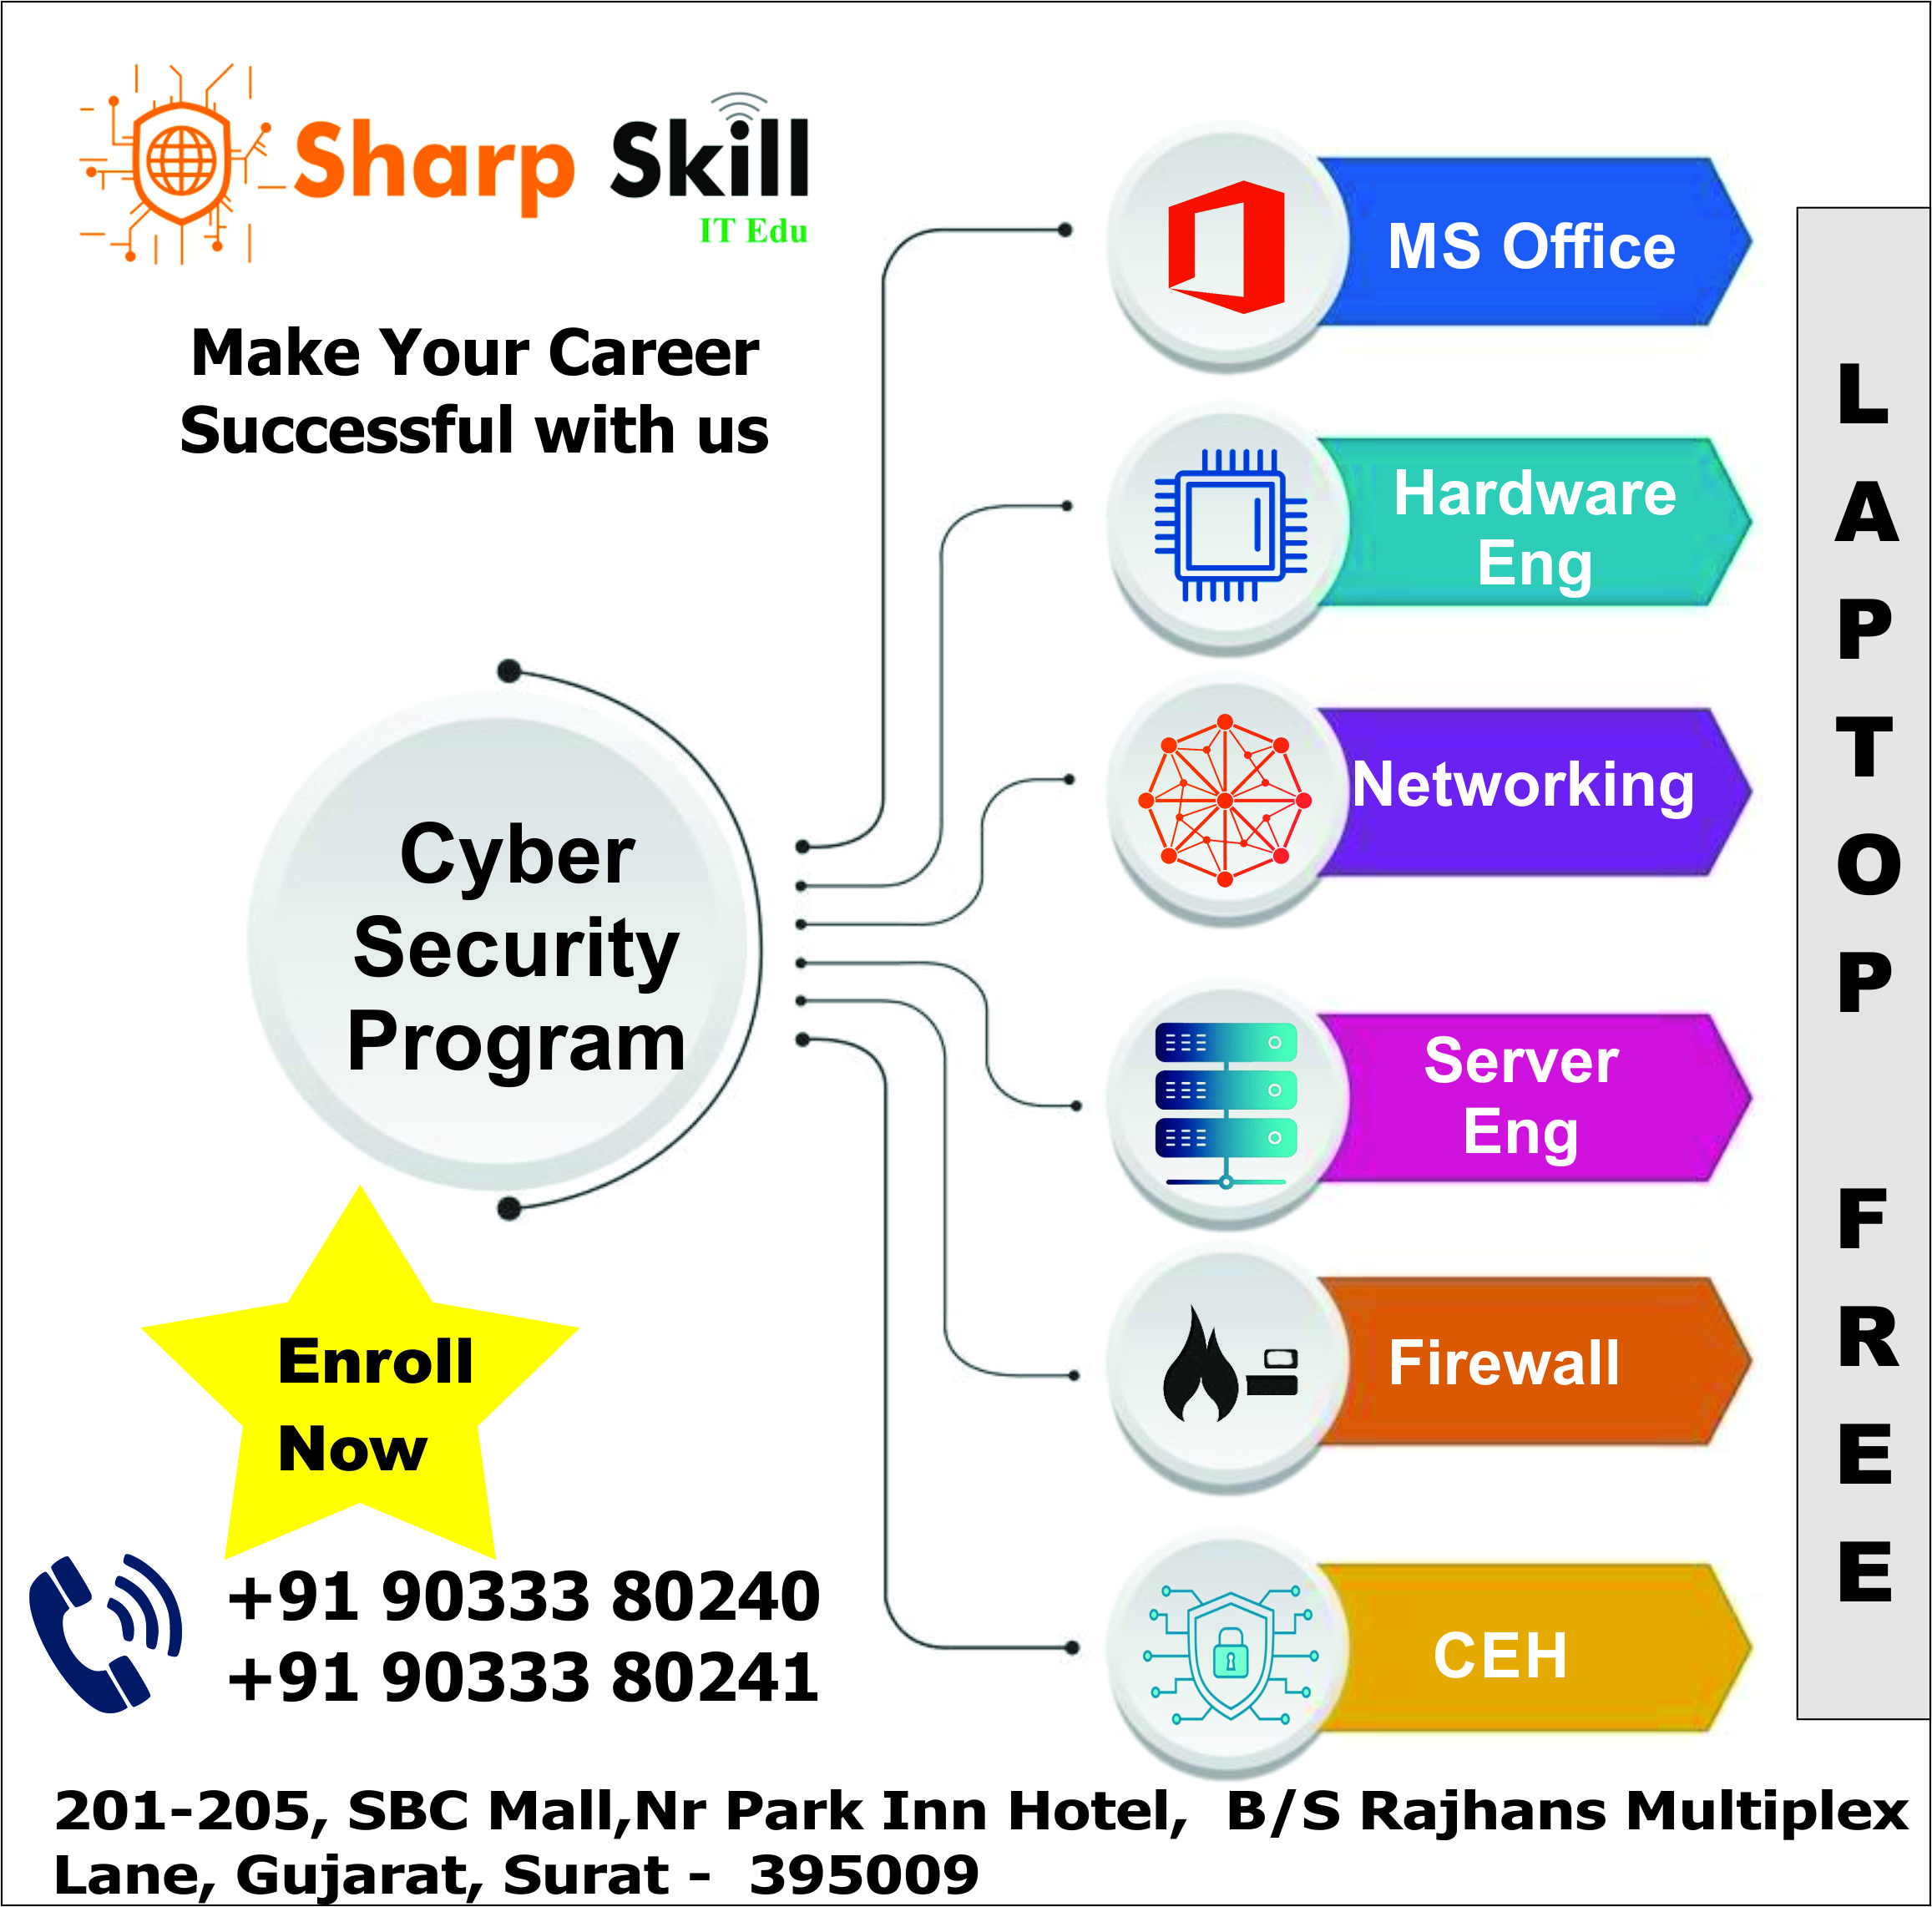 Sharp Skill
IT Edu
Make Your Career
Successful with us
Cyber
Security
Program
MS Office
Hardware
Eng
Networking
Server
Eng
Firewall
CEH
LAPTOP FREE
Enroll
Now
+91 90333 80240
+91 90333 80241
201-205, SBC Mall,Nr Park Inn Hotel, B/S Rajhans Multiplex
Lane, Gujarat, Surat - 395009